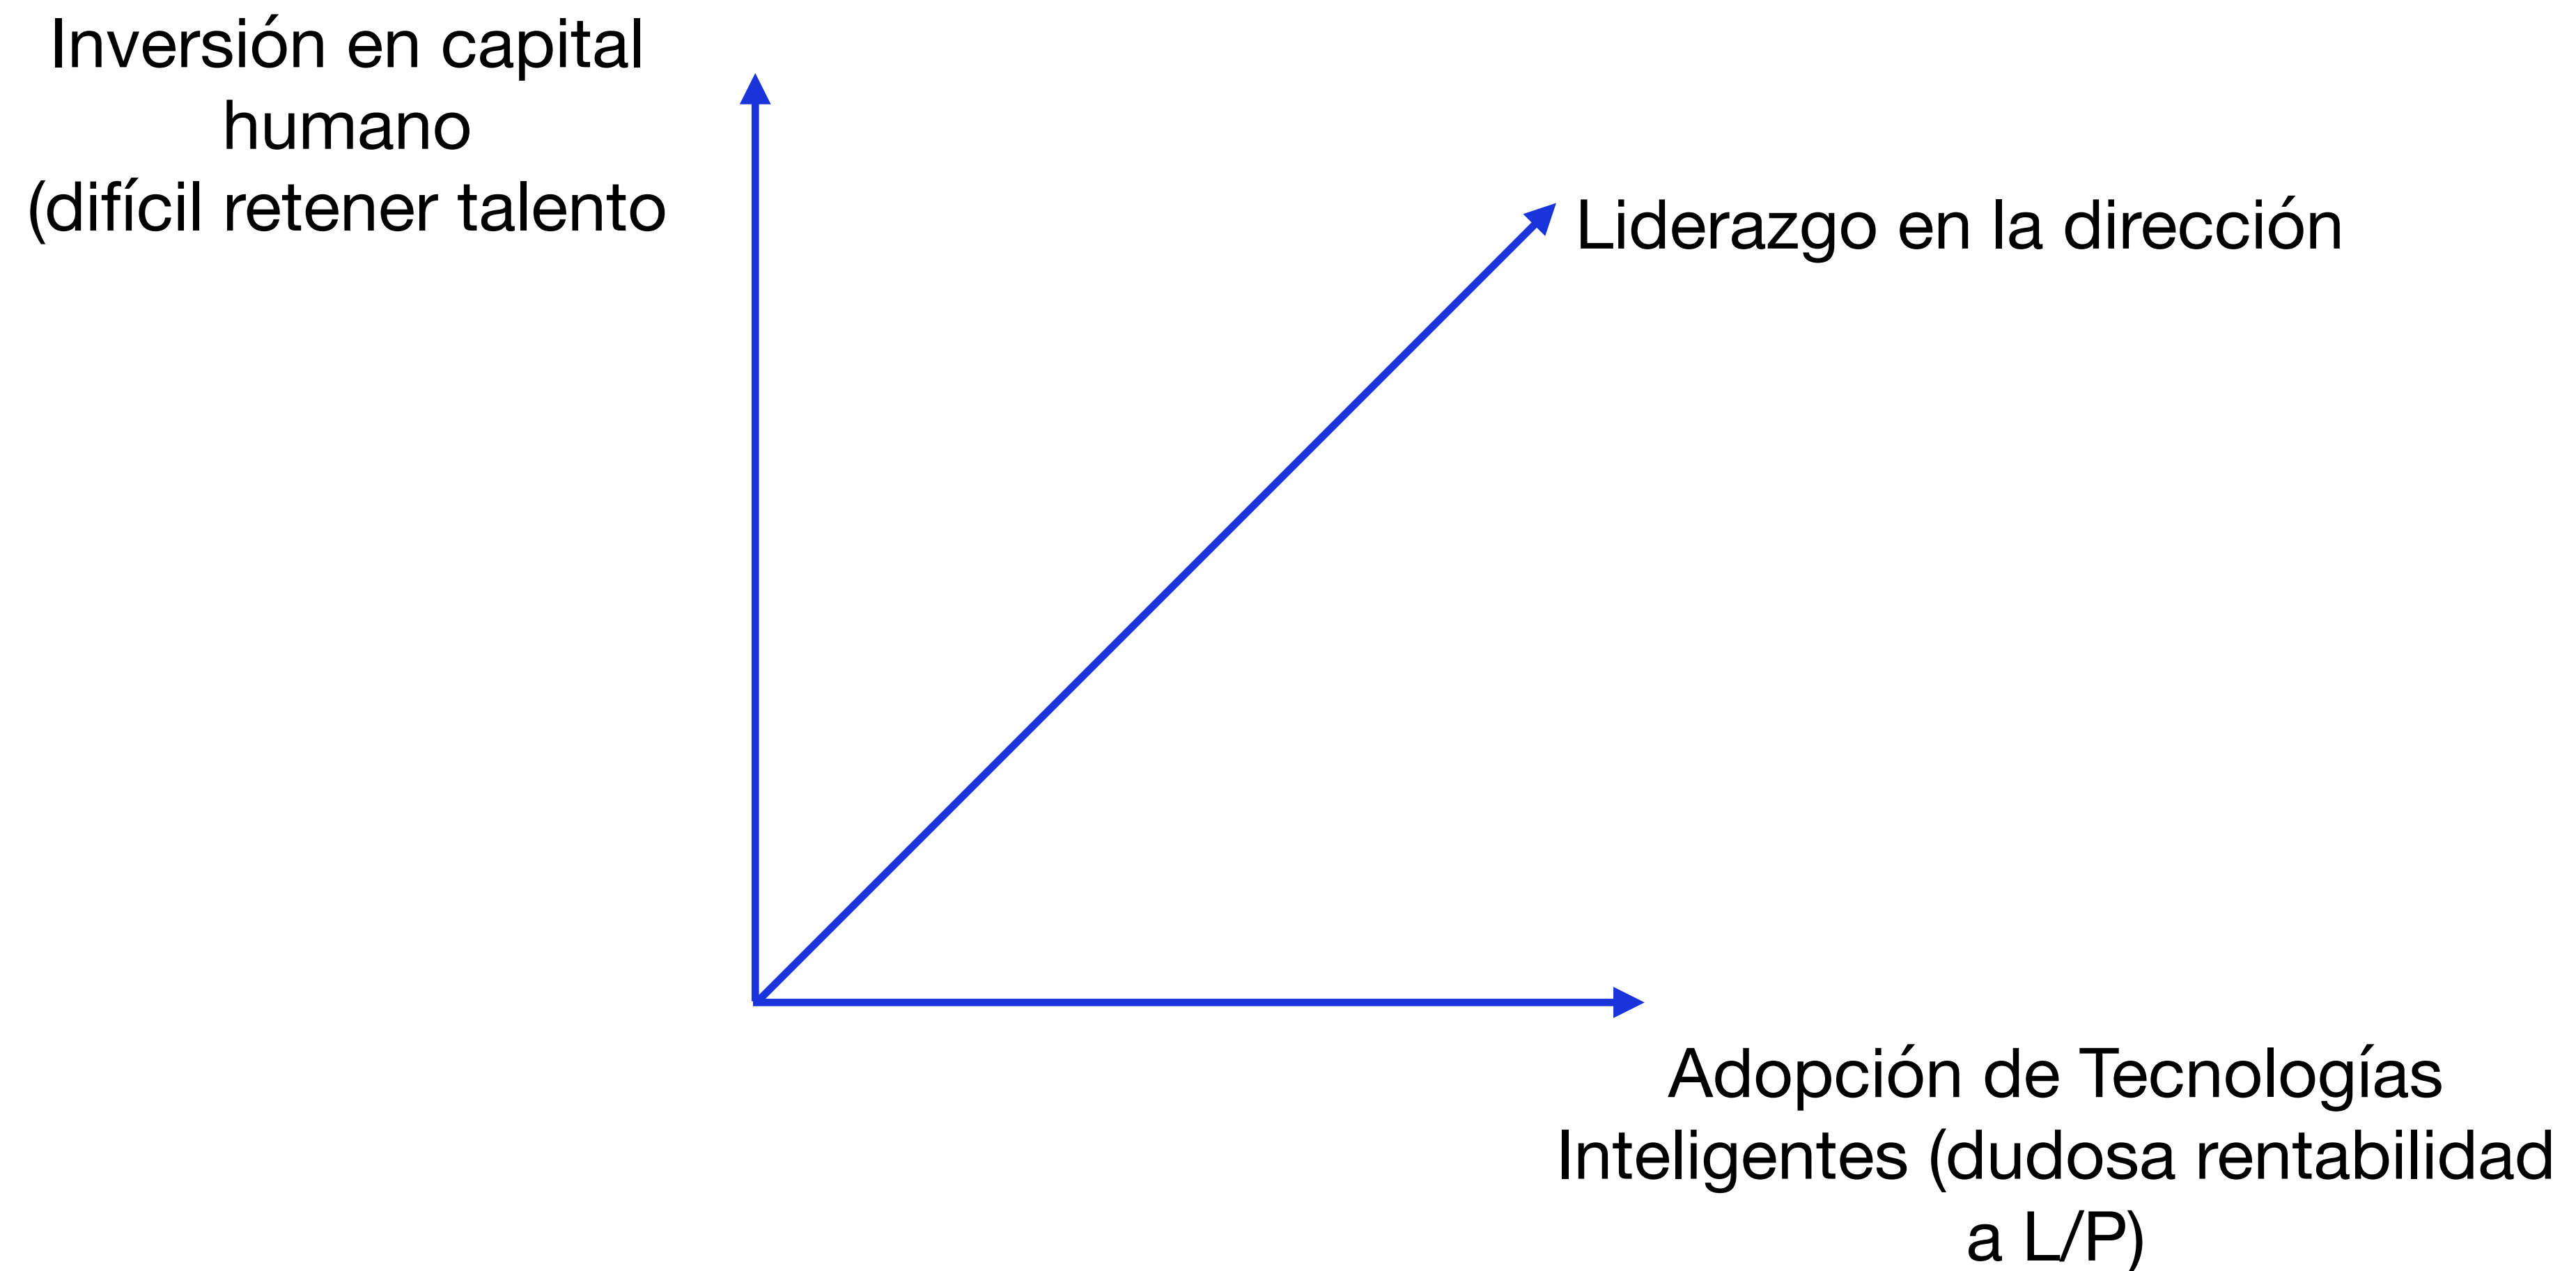 Inversión en capital
humano
(difícil retener talento
Liderazgo en la dirección
Adopción de Tecnologías
Inteligentes (dudosa rentabilidad
a L/P)